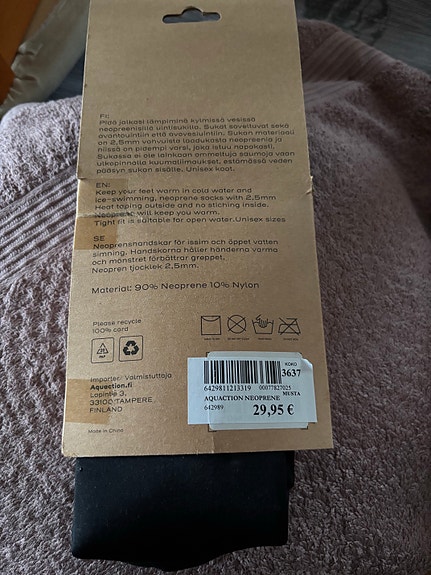 FI:
Pidä jalkasi lämpiminä kylmissä vesissä
neopreenisillä uintisukilla. Sukat soveltuvat sekä
avantouintiin että avovesiuintiin. Sukan materiaali
on 2,5mm vahvuista laadukasta neopreenia ja
niissä on pidempi varsi, joka istuu napakasti.
Sukassa ei ole lainkaan ommeltuja saumoja vaan
ulkopinnalla kuumaliimaukset, estämässä veden
pääsyn sukan sisälle. Unisex koot.
EN:
Keep your feet warm in cold water and
ice-swimming, neoprene socks with 2,5mm
Heat taping outside and no stiching inside.
Neoprene will keep you warm.
Tight fit is suitable for open water.Unisex sizes
SE
Neoprensnandskar för issim och öppet vatten
simning. Handskarna håller händerna varma
och mönstret förbättrar greppet.
Neopren tjocklek 2,5mm.
Material: 90% Neoprene 10% Nylon
Please recycle
100% card
Importer/ Valmistuttaja
Aquaction.fi
Lapintie 3,
33100 TAMPERE,
FINLAND
Made in China
KOKO
3637
6429811213319 00077827025
MUSTA
AQUACTION NEOPRENE
642989
29,95 €